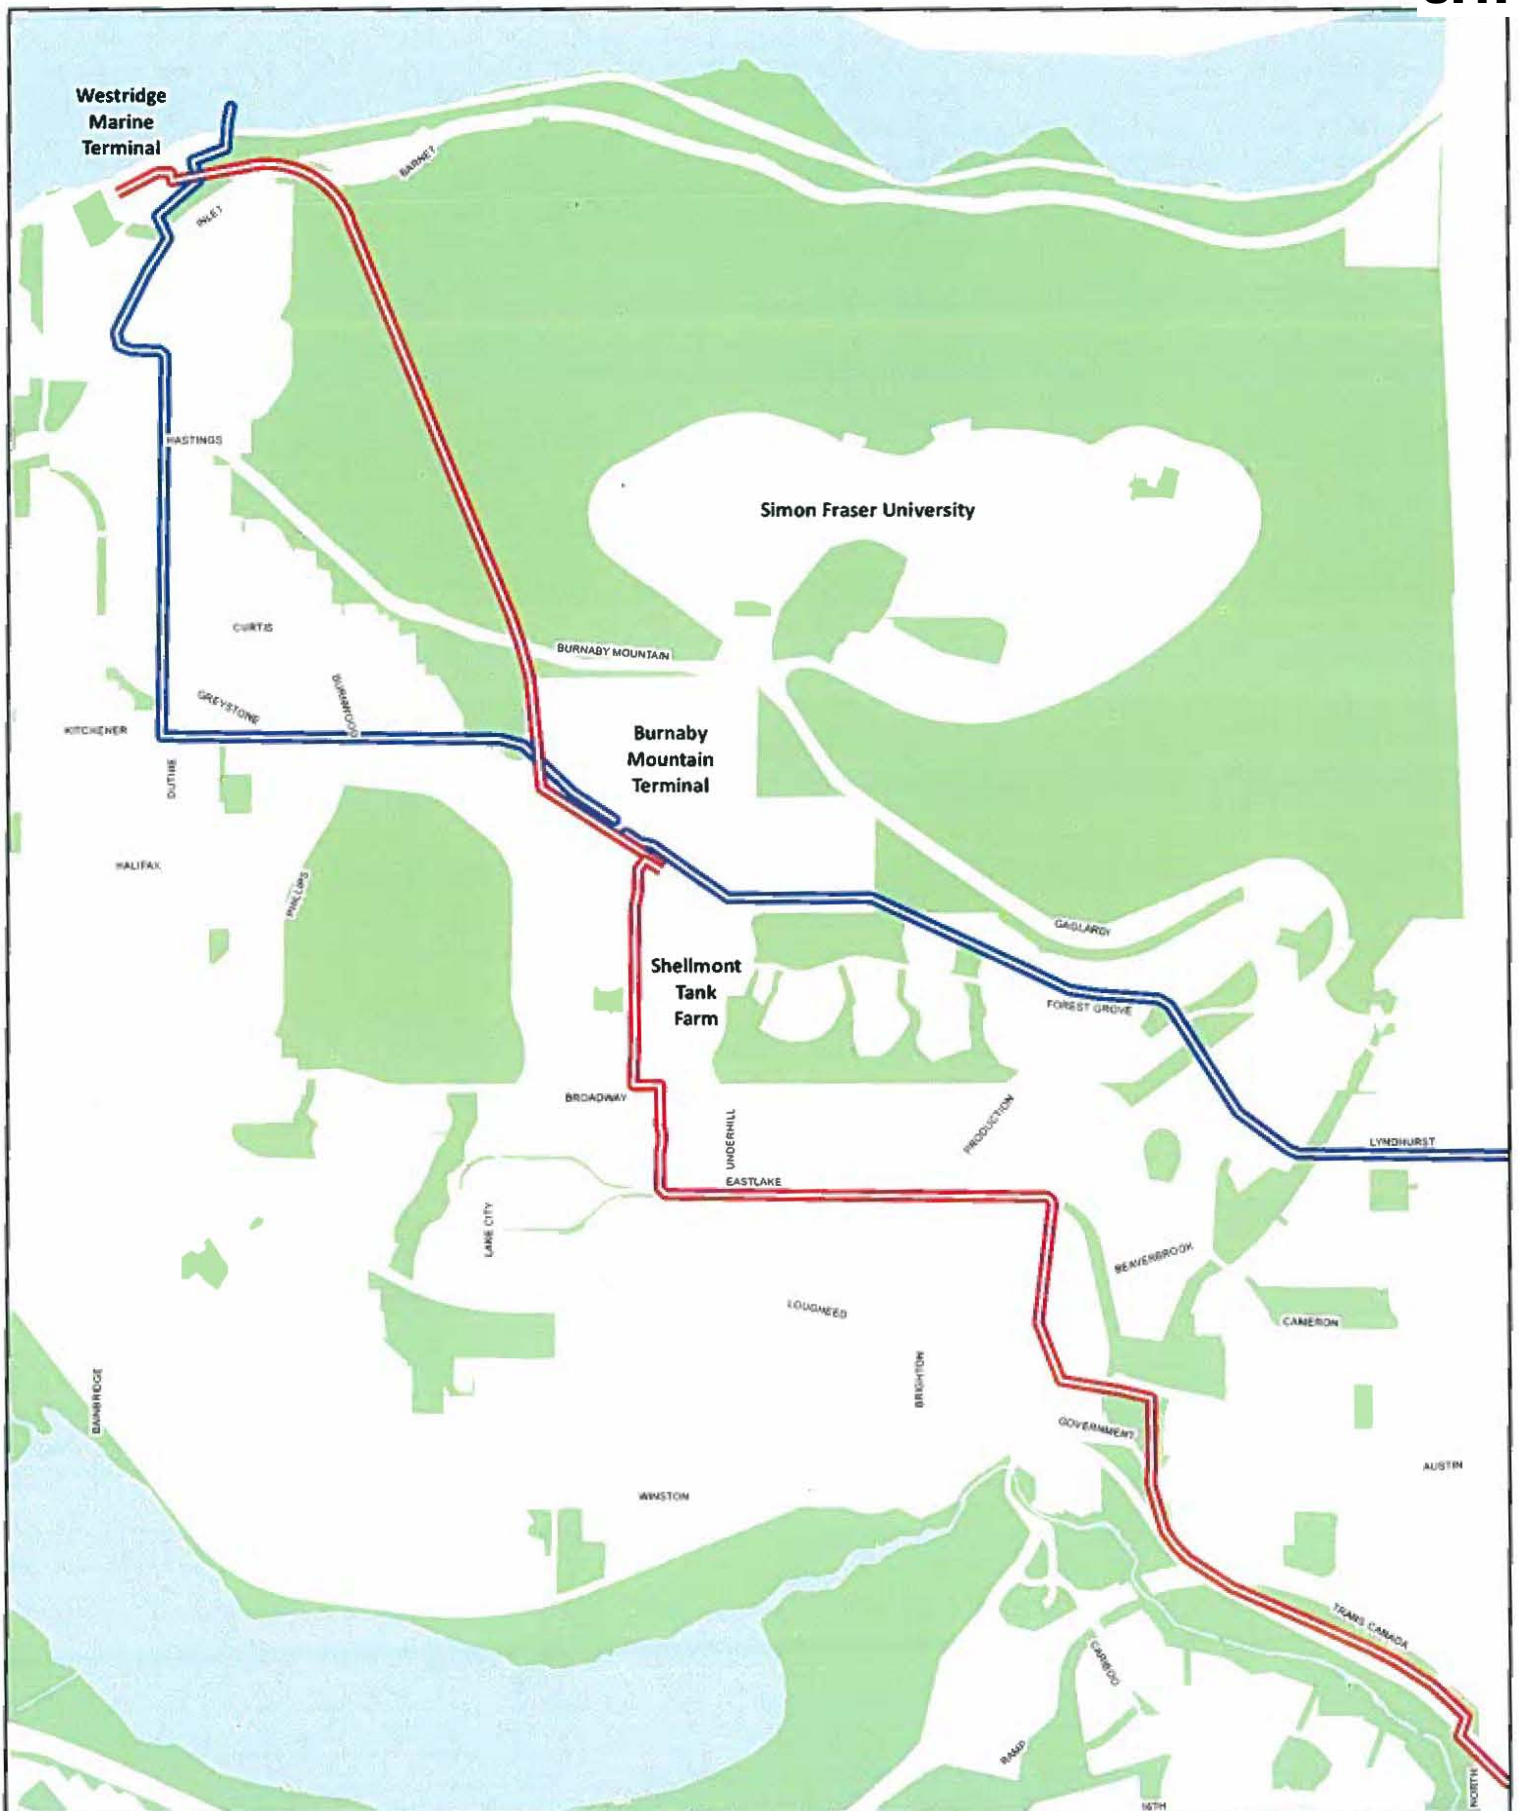 Westridge
Marine
Terminal
BARNET
INLET
HASTINGS
Simon Fraser University
CURTIS
BURNABY MOUNTAIN
GREYSTONE
BURNWOOD
KITCHENER
Burnaby
Mountain
Terminal
DUTHIE
HALIFAX
PHILLIPS
GAGLARDI
Shellmont
Tank
Farm
FOREST GROVE
BROADWAY
UNDERHILL
PRODUCTION
LYNDHURST
EASTLAKE
LAKE CITY
BEAVERBROOK
LOUGHEED
CAMERON
BAINBRIDGE
BRIGHTON
GOVERNMENT
AUSTIN
WINSTON
TRANS CANADA
CARIBOO
RAMP
NORTH
16TH